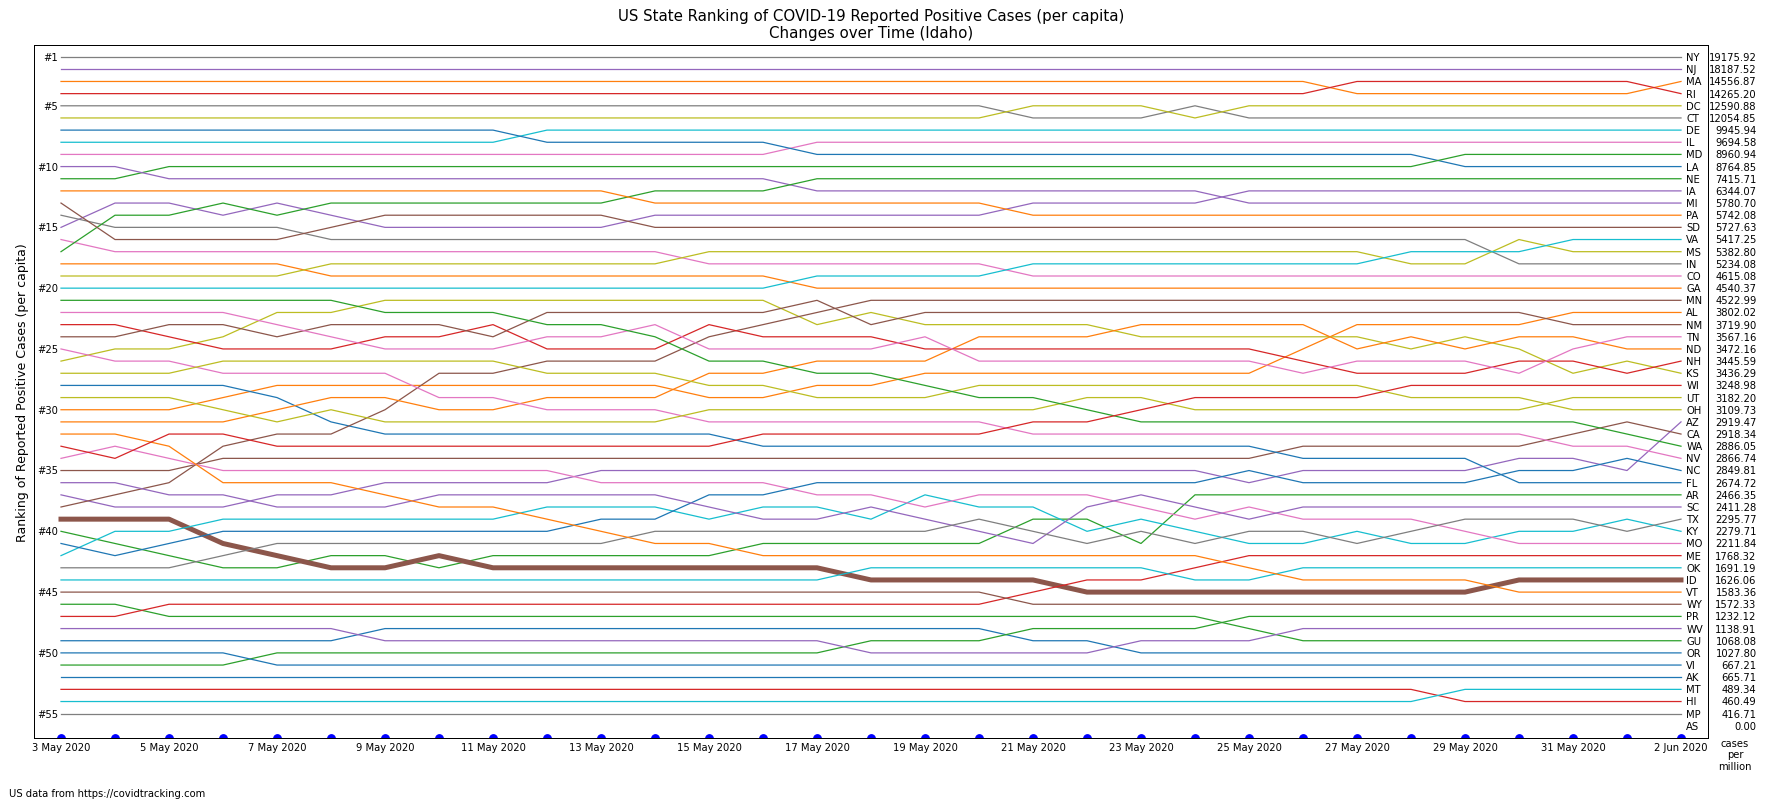 US State Ranking of COVID-19 Reported Positive Cases (per capita)
Changes over Time (Idaho)
Ranking of Reported Positive Cases (per capita)
#1
#5
#10
#15
#20
#25
#30
#35
#40
#45
#50
#55
NY 19175.92
NJ 18187.52
MA 14556.87
RI 14265.20
DC 12590.88
CT 12054.85
DE 9945.94
IL 9694.58
MD 8960.94
LA 8764.85
NE 7415.71
IA 6344.07
MI 5780.70
PA 5742.08
SD 5727.63
VA 5417.25
MS 5382.80
IN 5234.08
CO 4615.08
GA 4540.37
MN 4522.99
AL 3802.02
NM 3719.90
TN 3567.16
ND 3472.16
NH 3445.59
KS 3436.29
WI 3248.98
UT 3182.20
OH 3109.73
AZ 2919.47
CA 2918.34
WA 2886.05
NV 2866.74
NC 2849.81
FL 2674.72
AR 2466.35
SC 2411.28
TX 2295.77
KY 2279.71
MO 2211.84
ME 1768.32
OK 1691.19
ID 1626.06
VT 1583.36
WY 1572.33
PR 1232.12
WV 1138.91
GU 1068.08
OR 1027.80
VI 667.21
AK 665.71
MT 489.34
HI 460.49
MP 416.71
AS 0.00
3 May 2020 5 May 2020 7 May 2020 9 May 2020 11 May 2020 13 May 2020 15 May 2020 17 May 2020 19 May 2020 21 May 2020 23 May 2020 25 May 2020 27 May 2020 29 May 2020 31 May 2020 2 Jun 2020
cases
per
million
US data from https://covidtracking.com